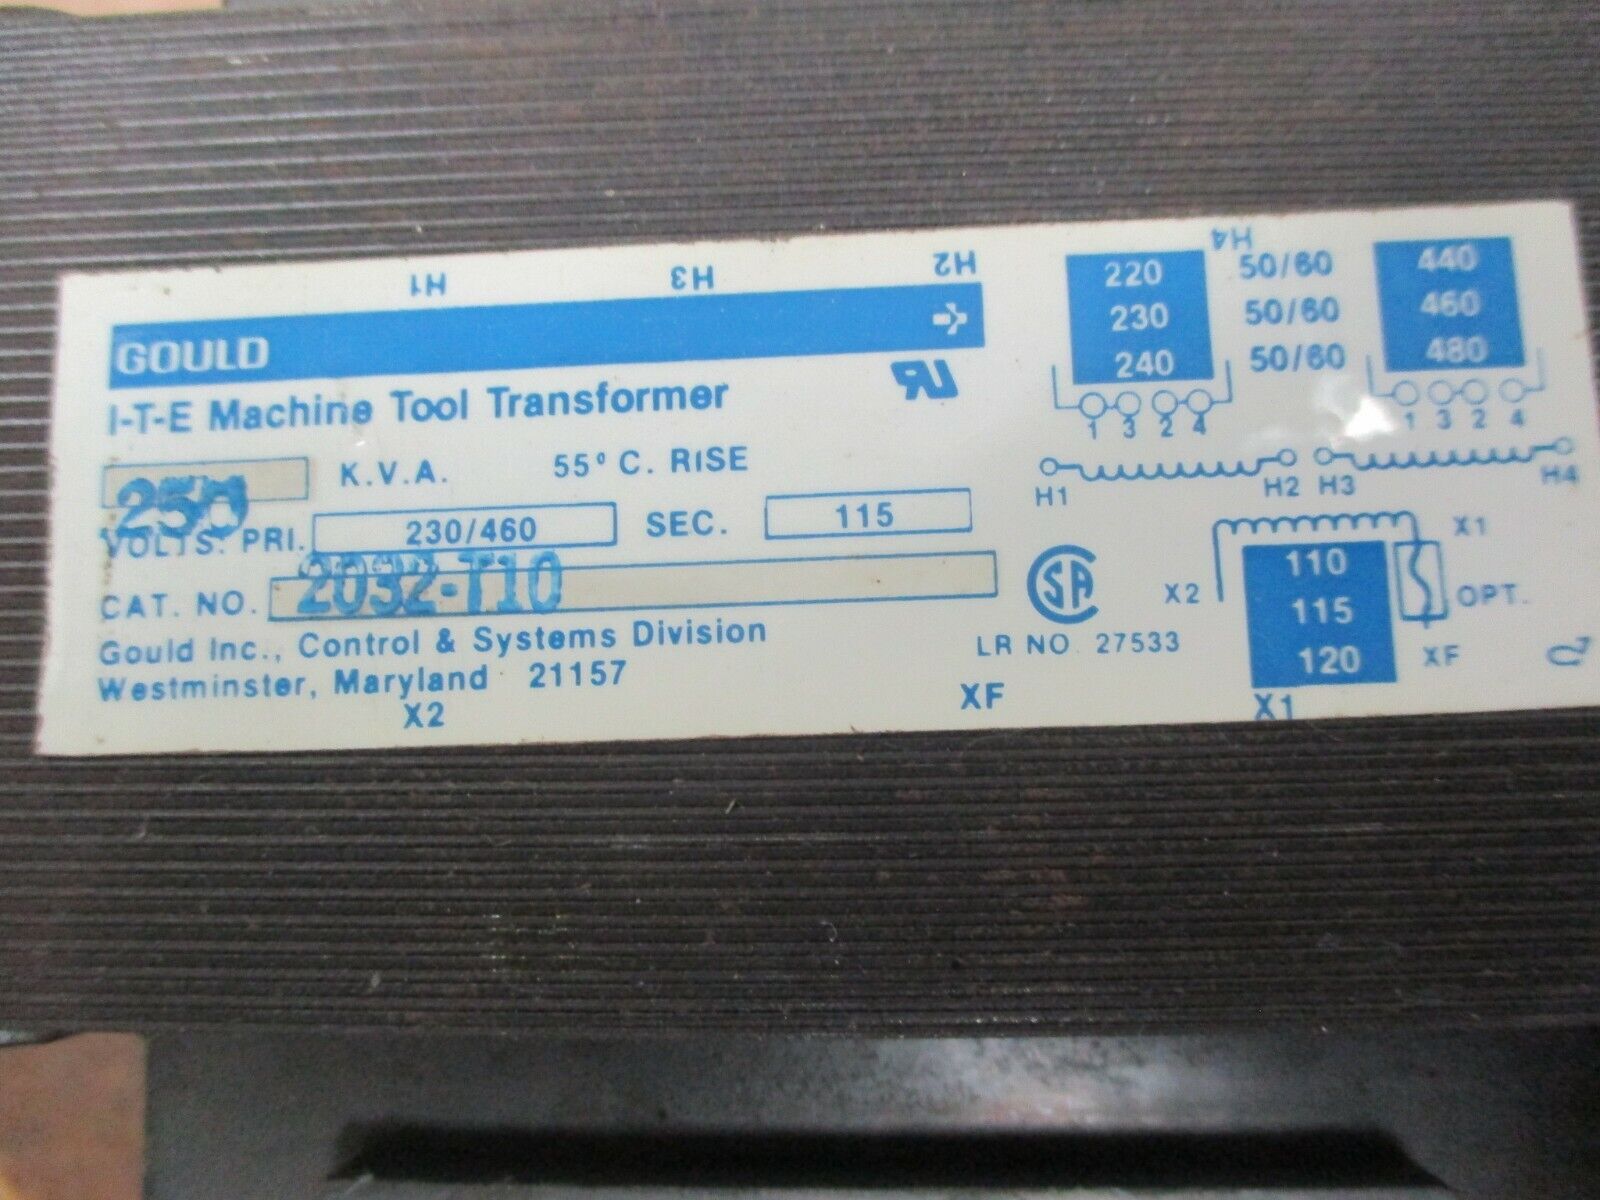 H1 H3 H2 H4
GOULD
I-T-E Machine Tool Transformer
250 K.V.A. 55° C. RISE
VOLTS: PRI. 230/460 SEC. 115
CAT. NO. 2032-T10
Gould Inc., Control & Systems Division
Westminster, Maryland 21157
X2 XF X1
220 50/60 440
230 50/60 460
240 50/60 480
1 3 2 4 1 3 2 4
H1 H2 H3 H4
X1
X2 110 OPT.
115
120 XF
LR NO. 27533